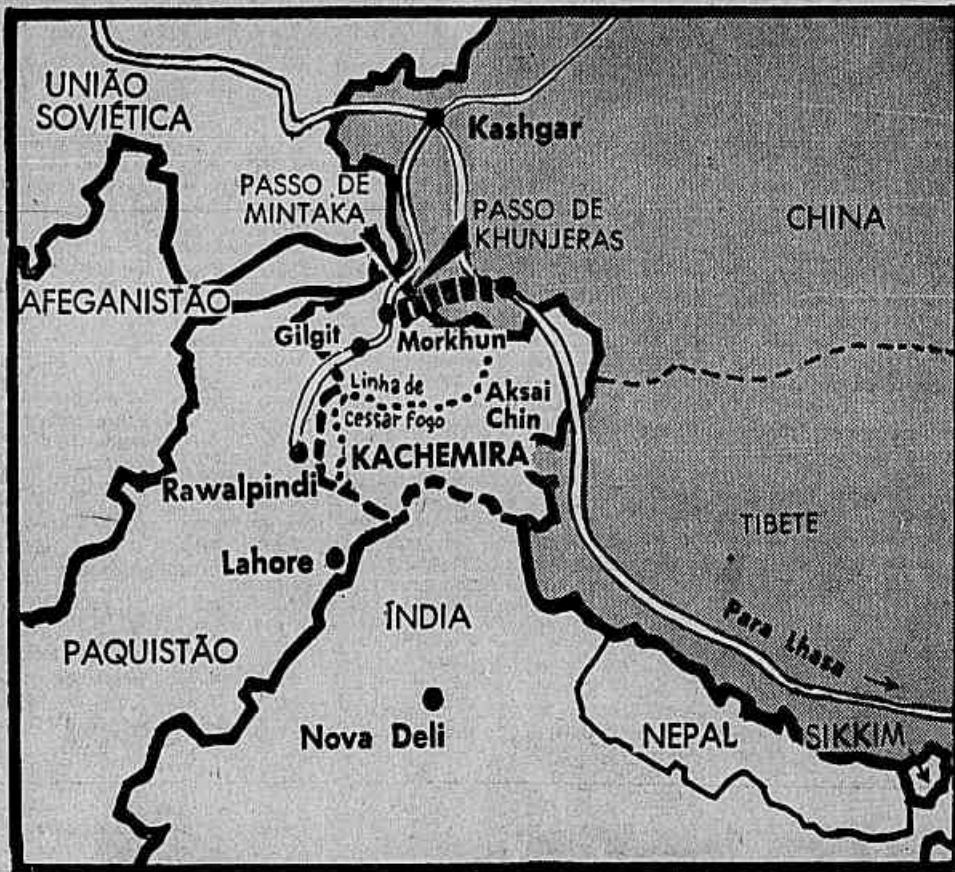 UNIÃO
SOVIÉTICA
Kashgar
PASSO DE
MINTAKA
PASSO DE
KHUNJERAS
CHINA
AFEGANISTÃO
Gilgit
Morkhun
Linha de
cessar fogo
Aksai
Chin
KACHEMIRA
Rawalpindi
TIBETE
Lahore
ÍNDIA
Para Lhasa
PAQUISTÃO
Nova Deli
NEPAL
SIKKIM